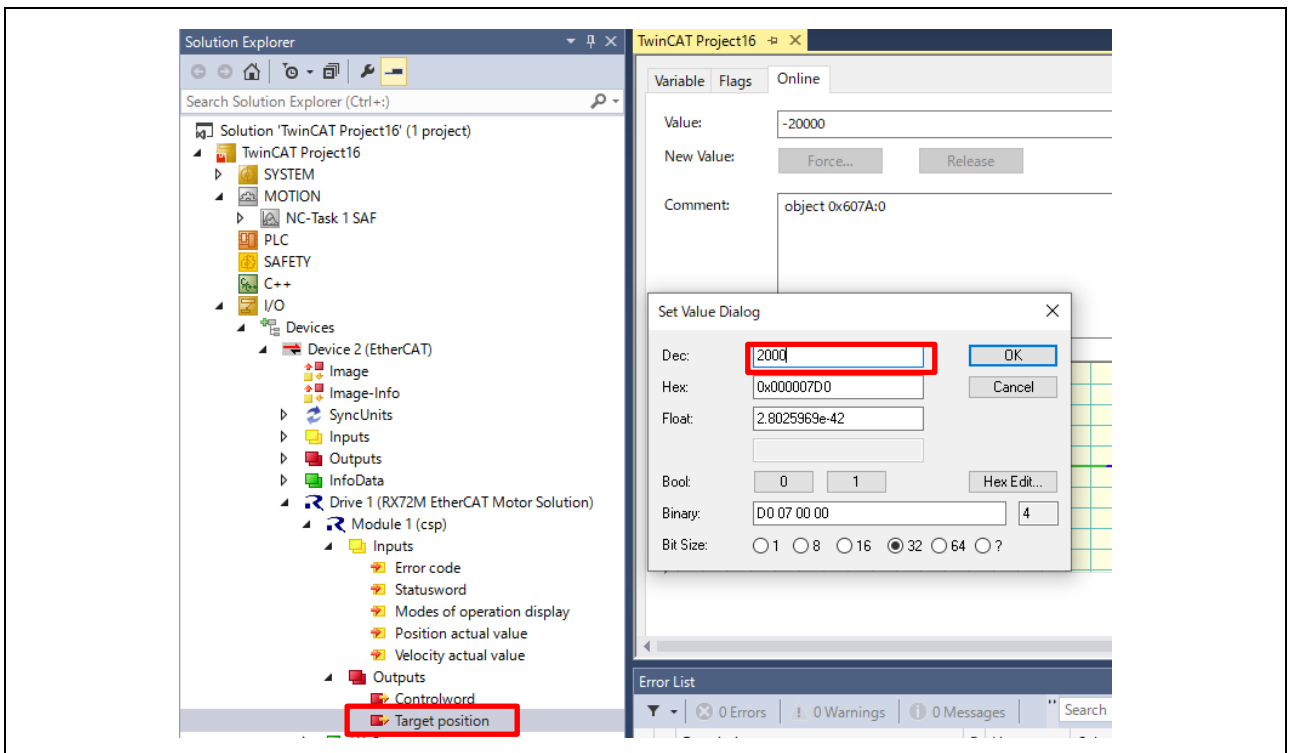 Solution Explorer
Search Solution Explorer (Ctrl+:)
Solution 'TwinCAT Project16' (1 project)
TwinCAT Project16
SYSTEM
MOTION
NC-Task 1 SAF
PLC
SAFETY
C++
I/O
Devices
Device 2 (EtherCAT)
Image
Image-Info
SyncUnits
Inputs
Outputs
InfoData
Drive 1 (RX72M EtherCAT Motor Solution)
Module 1 (csp)
Inputs
Error code
Statusword
Modes of operation display
Position actual value
Velocity actual value
Outputs
Controlword
Target position
TwinCAT Project16
Variable Flags Online
Value: -20000
New Value: Force... Release
Comment: object 0x607A:0
Set Value Dialog
Dec: 2000 OK
Hex: 0x000007D0 Cancel
Float: 2.8025969e-42
Bool: 0 1 Hex Edit...
Binary: D0 07 00 00 4
Bit Size: 1 8 16 32 64 ?
Error List
0 Errors 0 Warnings 0 Messages Search